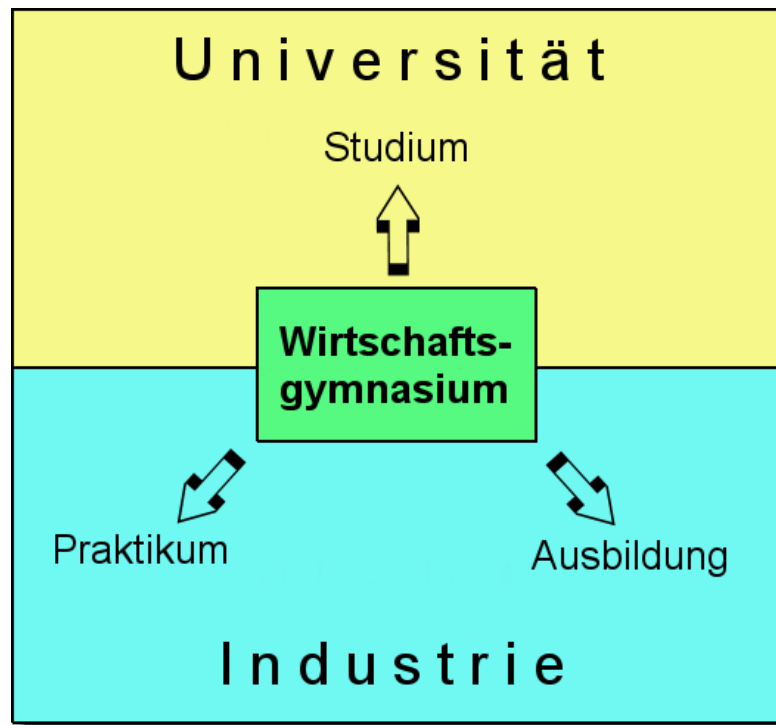 Universität
Studium
Wirtschafts-
gymnasium
Praktikum
Ausbildung
Industrie